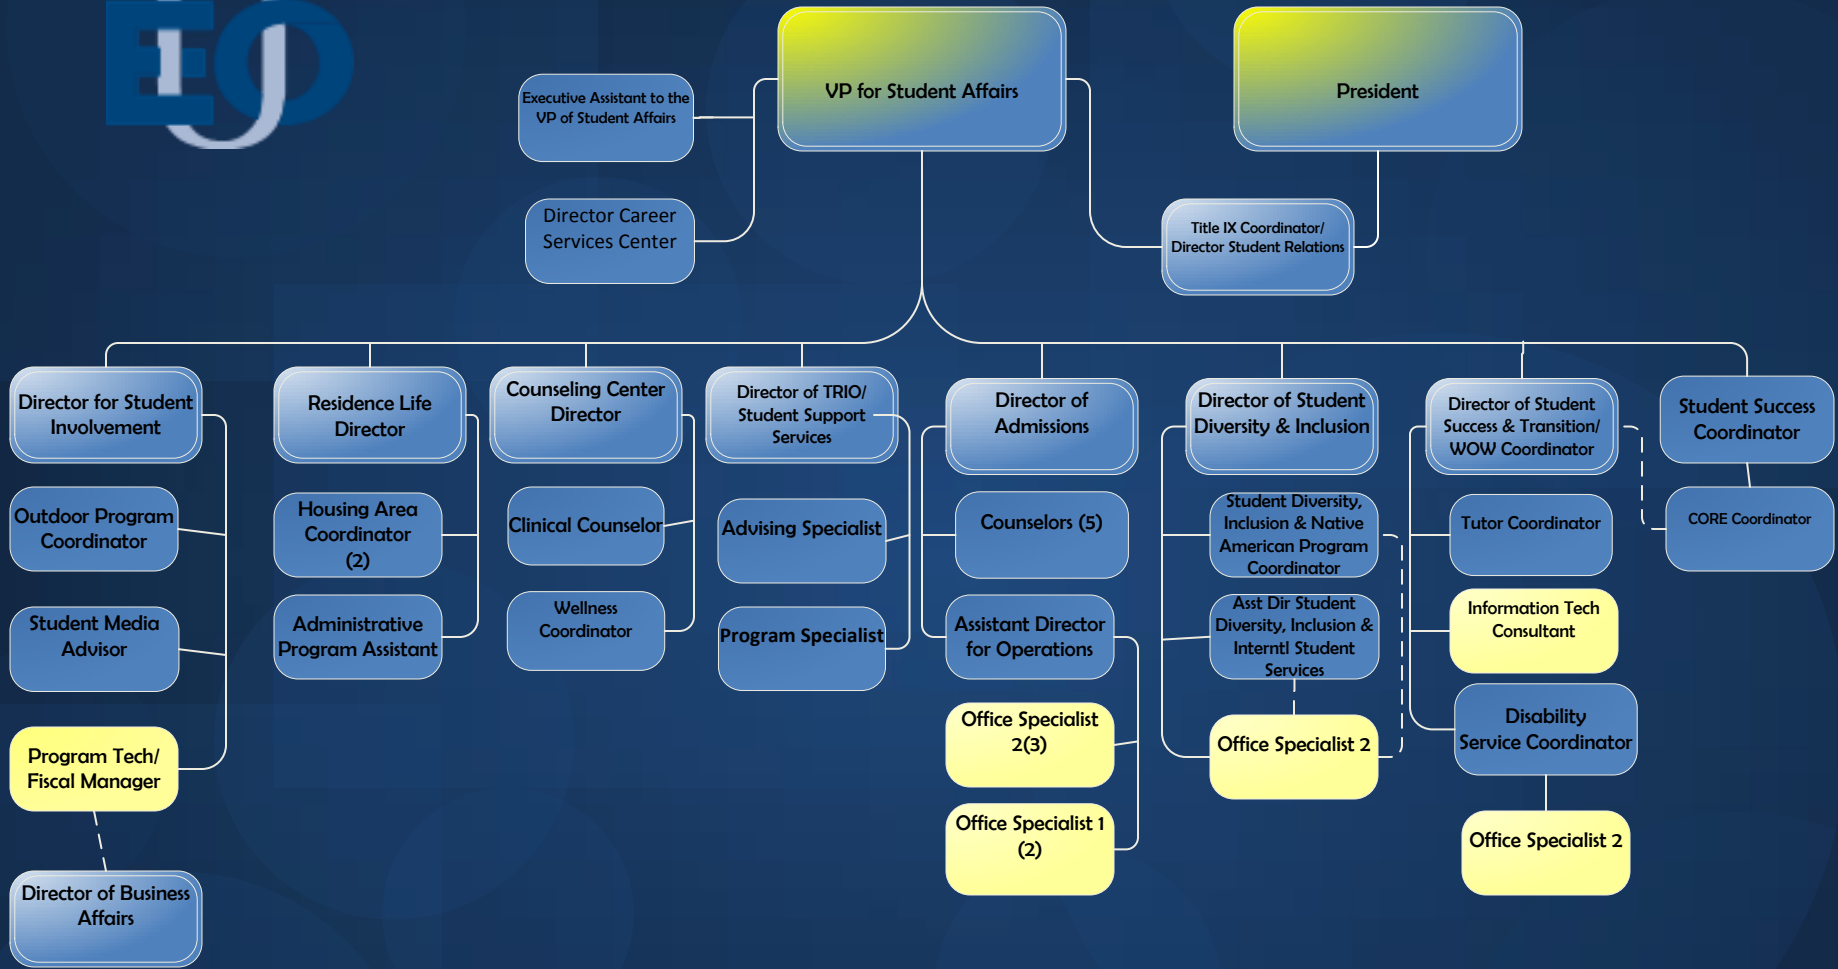 EOU
VP for Student Affairs
President
Executive Assistant to the
VP of Student Affairs
Director Career
Services Center
Title IX Coordinator/
Director Student Relations
Director for Student
Involvement
Outdoor Program
Coordinator
Student Media
Advisor
Program Tech/
Fiscal Manager
Director of Business
Affairs
Residence Life
Director
Housing Area
Coordinator
(2)
Administrative
Program Assistant
Counseling Center
Director
Clinical Counselor
Wellness
Coordinator
Director of TRIO/
Student Support
Services
Advising Specialist
Program Specialist
Director of
Admissions
Counselors (5)
Assistant Director
for Operations
Office Specialist
2(3)
Office Specialist 1
(2)
Director of Student
Diversity & Inclusion
Student Diversity,
Inclusion & Native
American Program
Coordinator
Asst Dir Student
Diversity, Inclusion &
Interntl Student
Services
Office Specialist 2
Director of Student
Success & Transition/
WOW Coordinator
Tutor Coordinator
Information Tech
Consultant
Disability
Service Coordinator
Office Specialist 2
Student Success
Coordinator
CORE Coordinator